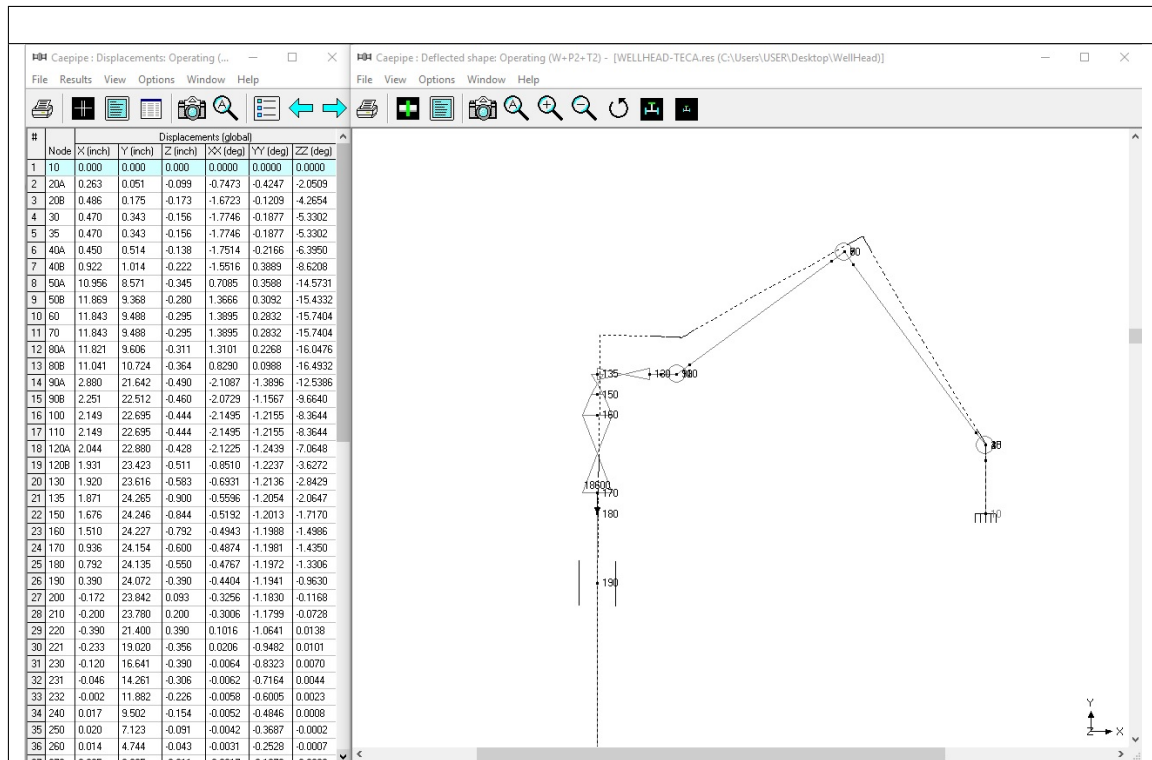 Caepipe : Displacements: Operating (...
File Results View Options Window Help
# Displacements (global)
Node X (inch) Y (inch) Z (inch) XX (deg) YY (deg) ZZ (deg)
1 10 0.000 0.000 0.000 0.0000 0.0000 0.0000
2 20A 0.263 0.051 -0.099 -0.7473 -0.4247 -2.0509
3 20B 0.486 0.175 -0.173 -1.6723 -0.1209 -4.2654
4 30 0.470 0.343 -0.156 -1.7746 -0.1877 -5.3302
5 35 0.470 0.343 -0.156 -1.7746 -0.1877 -5.3302
6 40A 0.450 0.514 -0.138 -1.7514 -0.2166 -6.3950
7 40B 0.922 1.014 -0.222 -1.5516 0.3889 -8.6208
8 50A 10.956 8.571 -0.345 0.7085 0.3588 -14.5731
9 50B 11.869 9.368 -0.280 1.3666 0.3092 -15.4332
10 60 11.843 9.488 -0.295 1.3895 0.2832 -15.7404
11 70 11.843 9.488 -0.295 1.3895 0.2832 -15.7404
12 80A 11.821 9.606 -0.311 1.3101 0.2268 -16.0476
13 80B 11.041 10.724 -0.364 0.8290 0.0988 -16.4932
14 90A 2.880 21.642 -0.490 -2.1087 -1.3896 -12.5386
15 90B 2.251 22.512 -0.460 -2.0729 -1.1567 -9.6640
16 100 2.149 22.695 -0.444 -2.1495 -1.2155 -8.3644
17 110 2.149 22.695 -0.444 -2.1495 -1.2155 -8.3644
18 120A 2.044 22.880 -0.428 -2.1225 -1.2439 -7.0648
19 120B 1.931 23.423 -0.511 -0.8510 -1.2237 -3.6272
20 130 1.920 23.616 -0.583 -0.6931 -1.2136 -2.8429
21 135 1.871 24.265 -0.900 -0.5596 -1.2054 -2.0647
22 150 1.676 24.246 -0.844 -0.5192 -1.2013 -1.7170
23 160 1.510 24.227 -0.792 -0.4943 -1.1988 -1.4986
24 170 0.936 24.154 -0.600 -0.4874 -1.1981 -1.4350
25 180 0.792 24.135 -0.550 -0.4767 -1.1972 -1.3306
26 190 0.390 24.072 -0.390 -0.4404 -1.1941 -0.9630
27 200 -0.172 23.842 0.093 -0.3256 -1.1830 -0.1168
28 210 -0.200 23.780 0.200 -0.3006 -1.1799 -0.0728
29 220 -0.390 21.400 0.390 0.1016 -1.0641 0.0138
30 221 -0.233 19.020 -0.356 0.0206 -0.9482 0.0101
31 230 -0.120 16.641 -0.390 -0.0064 -0.8323 0.0070
32 231 -0.046 14.261 -0.306 -0.0062 -0.7164 0.0044
33 232 -0.002 11.882 -0.226 -0.0058 -0.6005 0.0023
34 240 0.017 9.502 -0.154 -0.0052 -0.4846 0.0008
35 250 0.020 7.123 -0.091 -0.0042 -0.3687 -0.0002
36 260 0.014 4.744 -0.043 -0.0031 -0.2528 -0.0007
Caepipe : Deflected shape: Operating (W+P2+T2) - [WELLHEAD-TECA.res (C:\Users\USER\Desktop\WellHead)]
File View Options Window Help
135
150
160
18600
170
180
190
10
Y
Z X